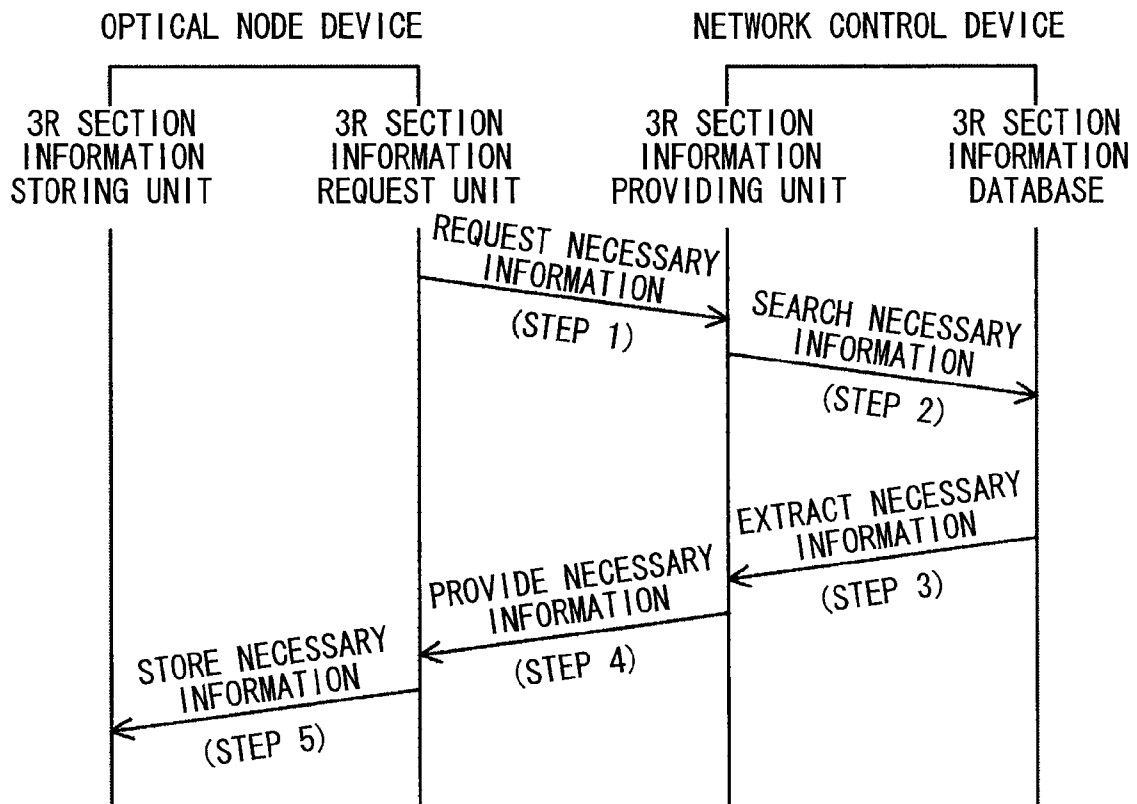 OPTICAL NODE DEVICE
NETWORK CONTROL DEVICE
3R SECTION
INFORMATION
STORING UNIT
3R SECTION
INFORMATION
REQUEST UNIT
3R SECTION
INFORMATION
PROVIDING UNIT
3R SECTION
INFORMATION
DATABASE
REQUEST NECESSARY
INFORMATION
(STEP 1)
SEARCH NECESSARY
INFORMATION
(STEP 2)
EXTRACT NECESSARY
INFORMATION
(STEP 3)
PROVIDE NECESSARY
INFORMATION
(STEP 4)
STORE NECESSARY
INFORMATION
(STEP 5)